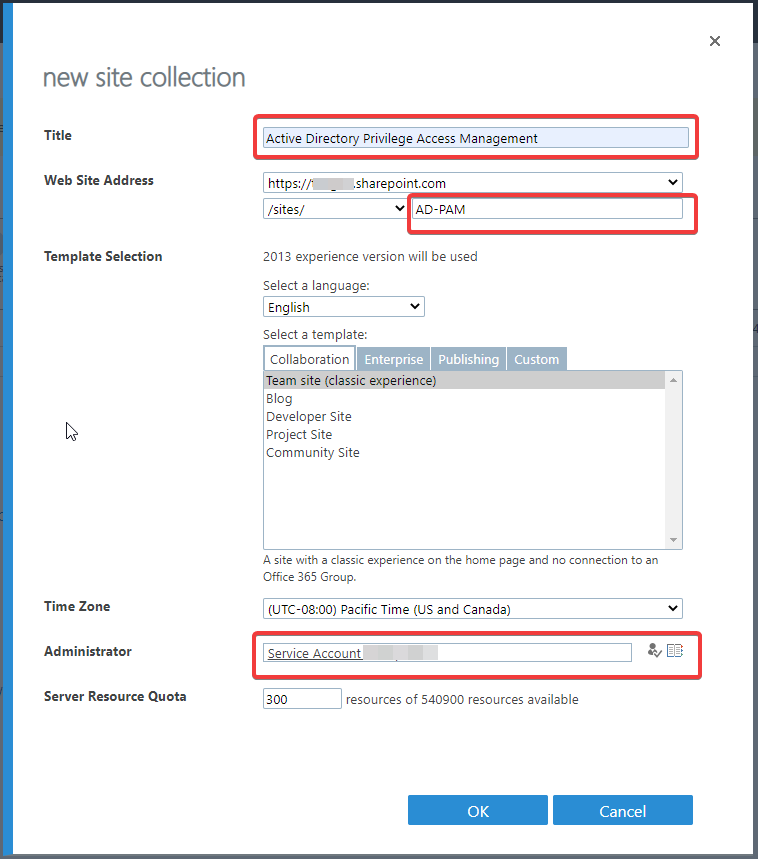 new site collection
Title
Active Directory Privilege Access Management
Web Site Address
https://t .sharepoint.com
/sites/ AD-PAM
Template Selection
2013 experience version will be used
Select a language:
English
Select a template:
Collaboration Enterprise Publishing Custom
Team site (classic experience)
Blog
Developer Site
Project Site
Community Site
A site with a classic experience on the home page and no connection to an
Office 365 Group.
Time Zone
(UTC-08:00) Pacific Time (US and Canada)
Administrator
Service Account
Server Resource Quota
300 resources of 540900 resources available
OK Cancel